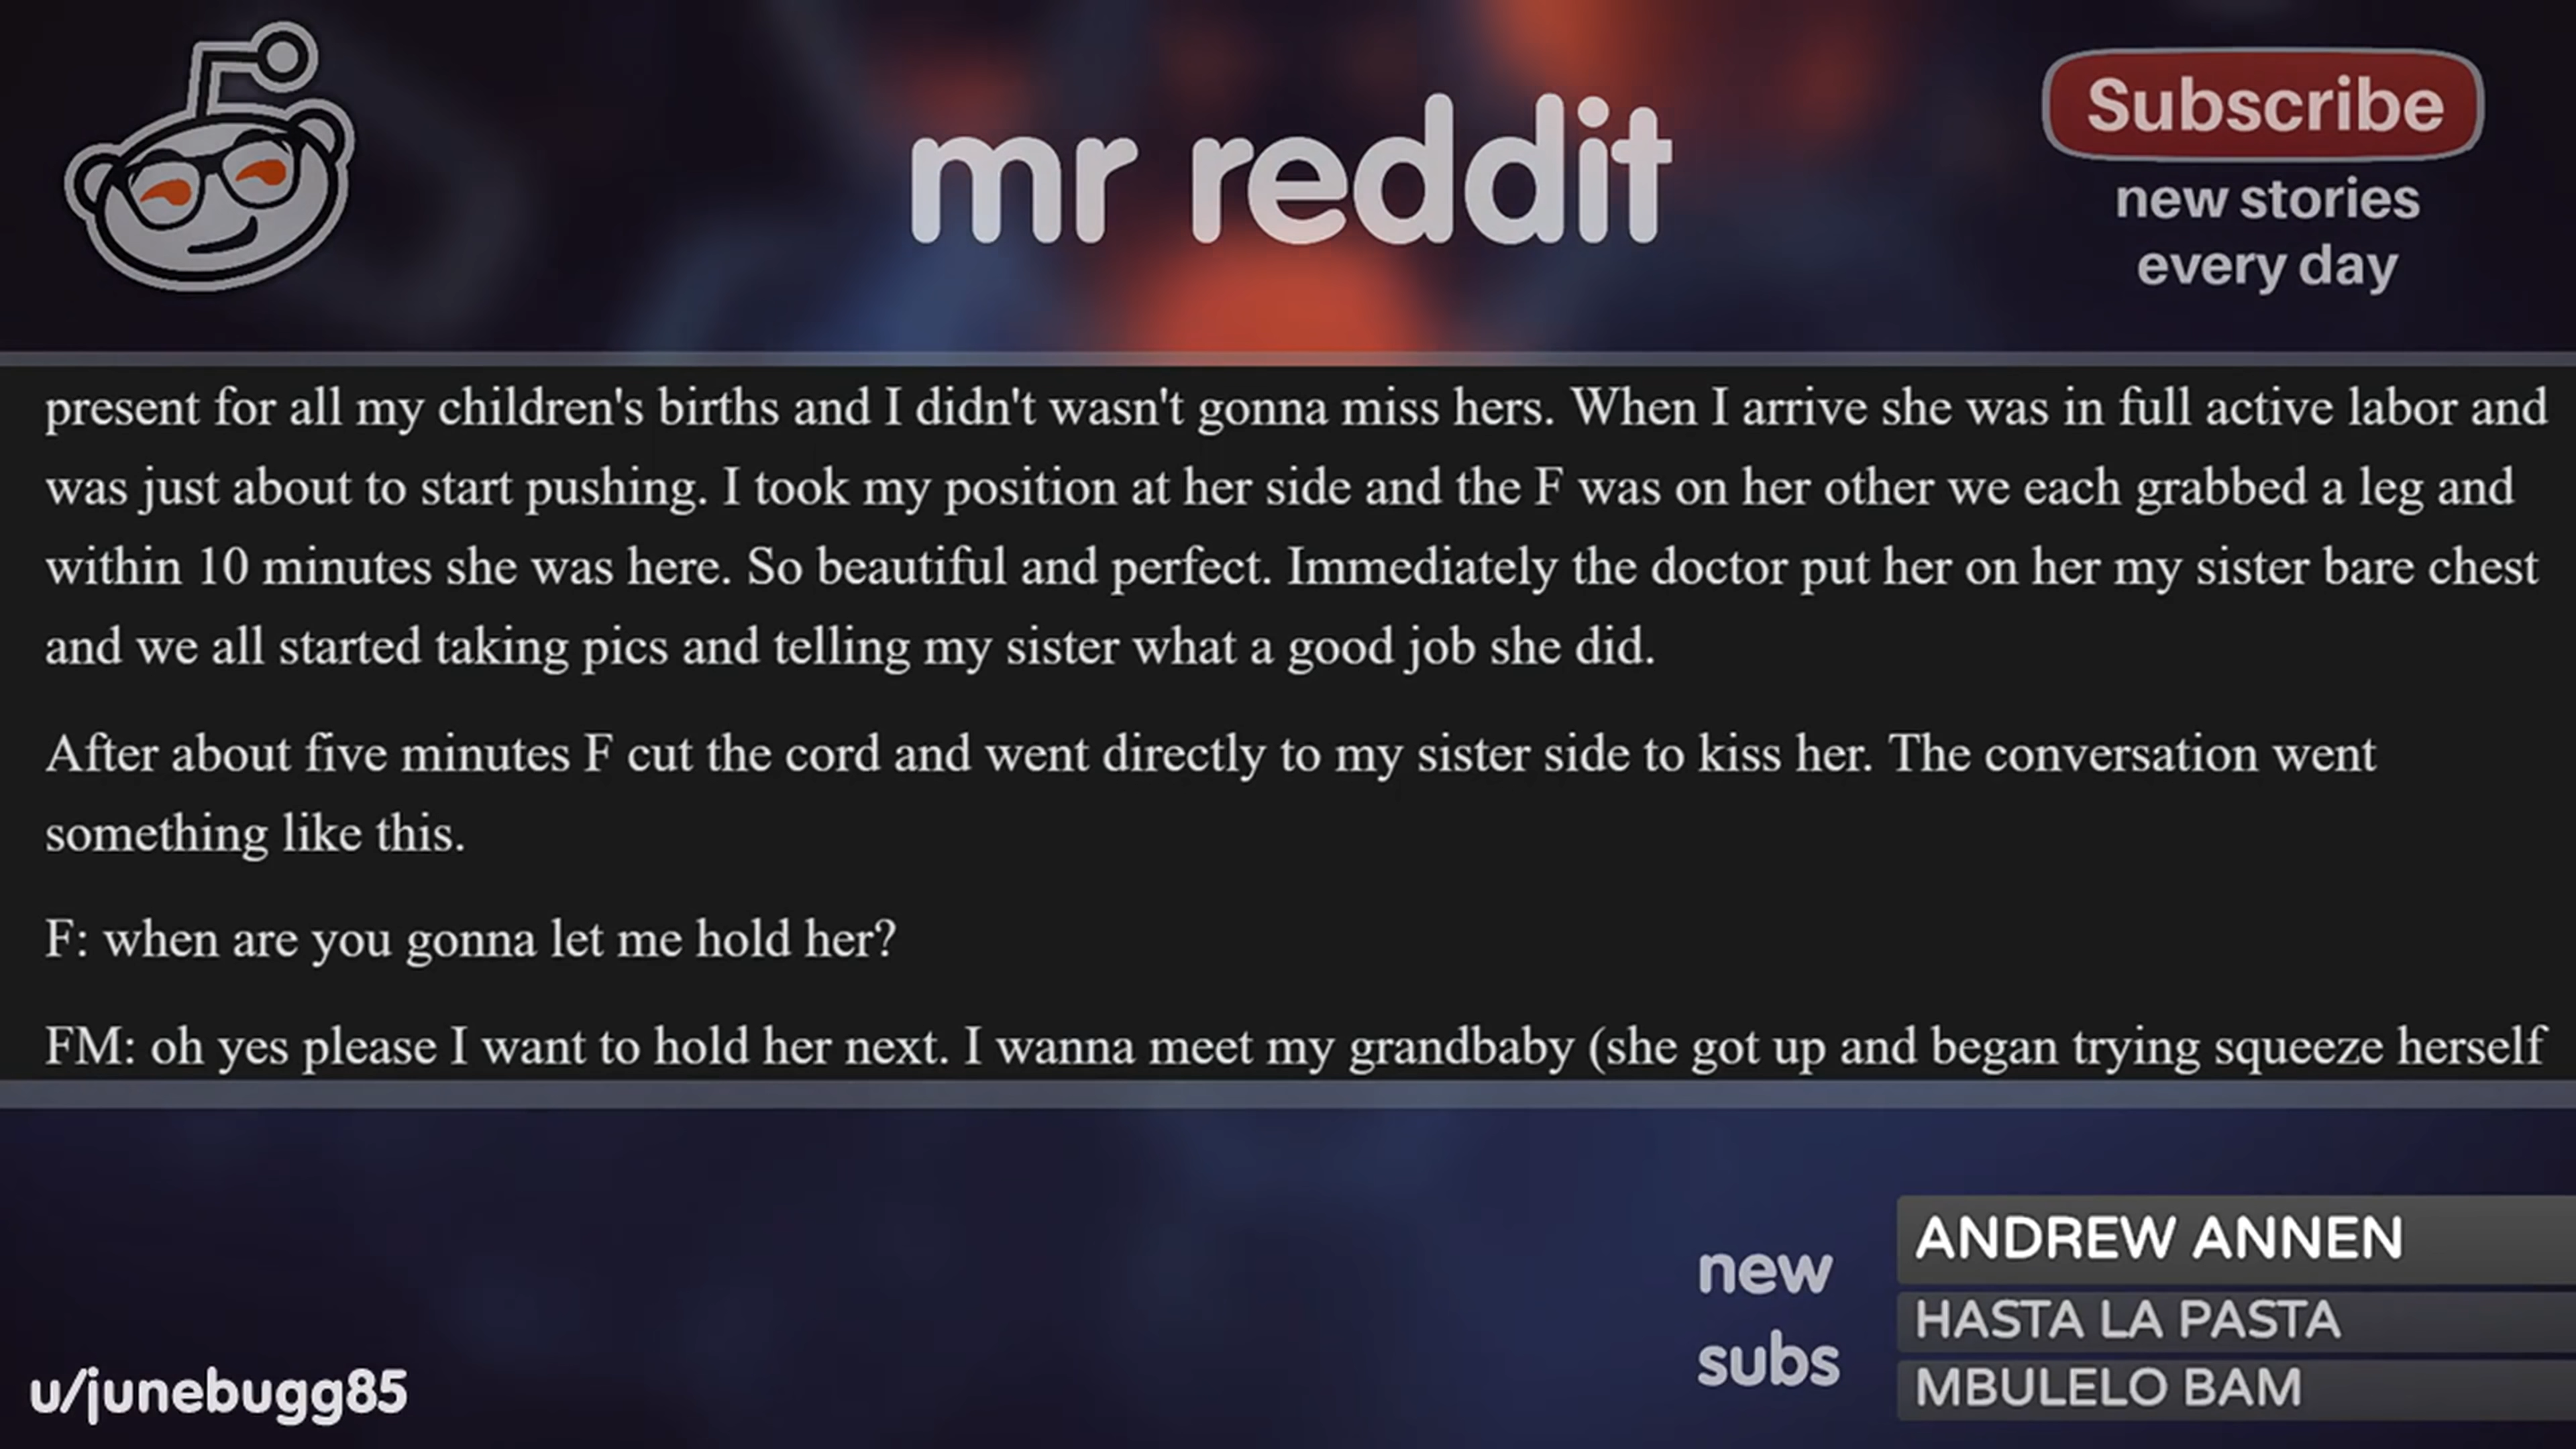 mr reddit
Subscribe
new stories
every day
present for all my children's births and I didn't wasn't gonna miss hers. When I arrive she was in full active labor and
was just about to start pushing. I took my position at her side and the F was on her other we each grabbed a leg and
within 10 minutes she was here. So beautiful and perfect. Immediately the doctor put her on her my sister bare chest
and we all started taking pics and telling my sister what a good job she did.
After about five minutes F cut the cord and went directly to my sister side to kiss her. The conversation went
something like this.
F: when are you gonna let me hold her?
FM: oh yes please I want to hold her next. I wanna meet my grandbaby (she got up and began trying squeeze herself
new
subs
ANDREW ANNEN
HASTA LA PASTA
MBULELO BAM
u/junebugg85